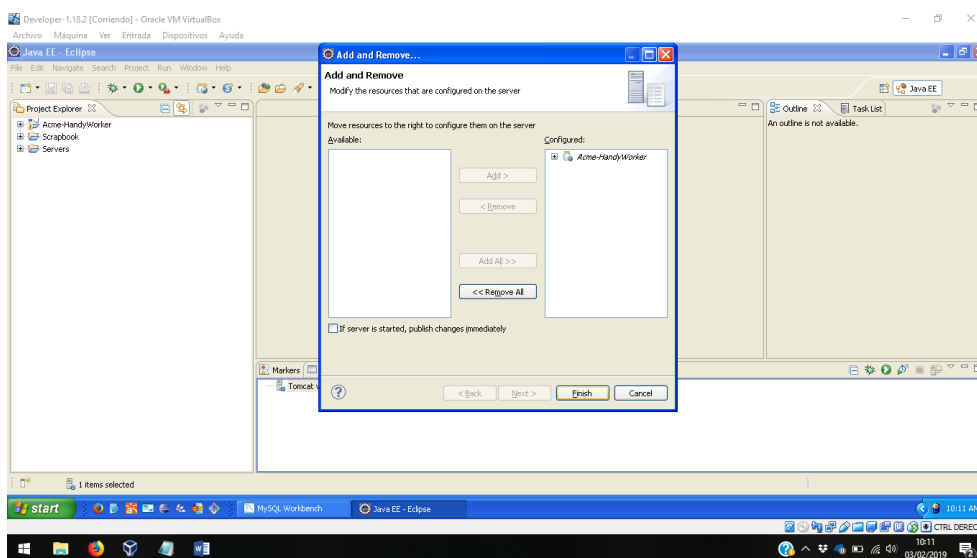 Developer-1.18.2 [Corriendo] - Oracle VM VirtualBox
Archivo Máquina Ver Entrada Dispositivos Ayuda
Java EE - Eclipse
File Edit Navigate Search Project Run Window Help
Java EE
Project Explorer
Acme-HandyWorker
Scrapbook
Servers
Add and Remove...
Add and Remove
Modify the resources that are configured on the server
Move resources to the right to configure them on the server
Available:
Configured:
Acme-HandyWorker
Add >
< Remove
Add All >>
<< Remove All
If server is started, publish changes immediately
< Back Next > Finish Cancel
Outline Task List
An outline is not available.
Markers
Tomcat v
1 items selected
start MySQL Workbench Java EE - Eclipse 10:11 AM
CTRL DEREC
10:11
03/02/2019